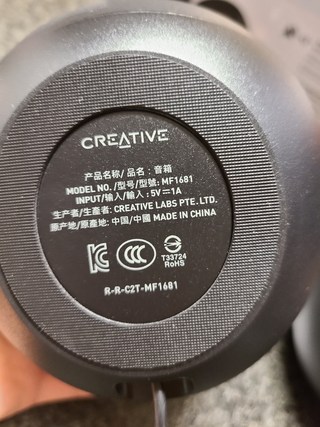 CREATIVE
产品名称/ 品名：音箱
MODEL NO./型号/型號: MF1681
INPUT/输入/輸入：5V⎓1A
生产者/生產者: CREATIVE LABS PTE. LTD.
原产地/原產地: 中国/中國 MADE IN CHINA
T33724
RoHS
R-R-C2T-MF1681